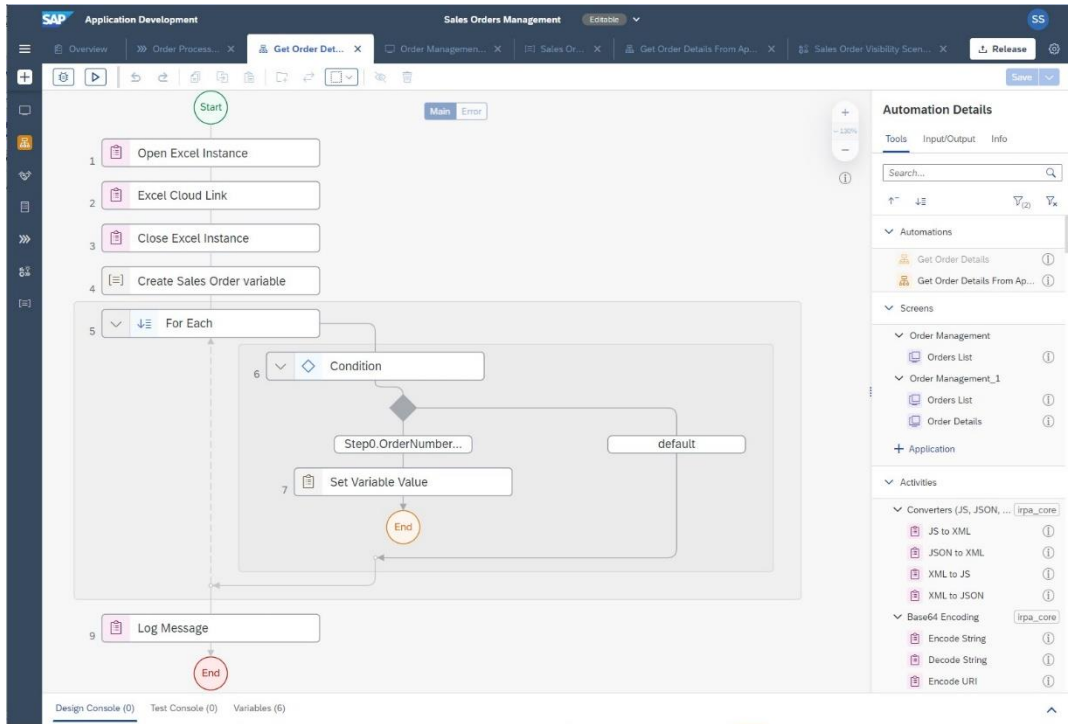 SAP Application Development
Sales Orders Management Editable
SS
Overview
Order Process... X
Get Order Det... X
Order Managemen... X
Sales Or... X
Get Order Details From Ap... X
Sales Order Visibility Scen... X
Release
Save
Main Error
Start
1 Open Excel Instance
2 Excel Cloud Link
3 Close Excel Instance
4 Create Sales Order variable
5 For Each
6 Condition
Step0.OrderNumber...
default
7 Set Variable Value
End
9 Log Message
End
Automation Details
Tools Input/Output Info
Search...
(2)
Automations
Get Order Details
Get Order Details From Ap...
Screens
Order Management
Orders List
Order Management_1
Orders List
Order Details
+ Application
Activities
Converters (JS, JSON, ... irpa_core
JS to XML
JSON to XML
XML to JS
XML to JSON
Base64 Encoding irpa_core
Encode String
Decode String
Encode URI
Design Console (0) Test Console (0) Variables (6)